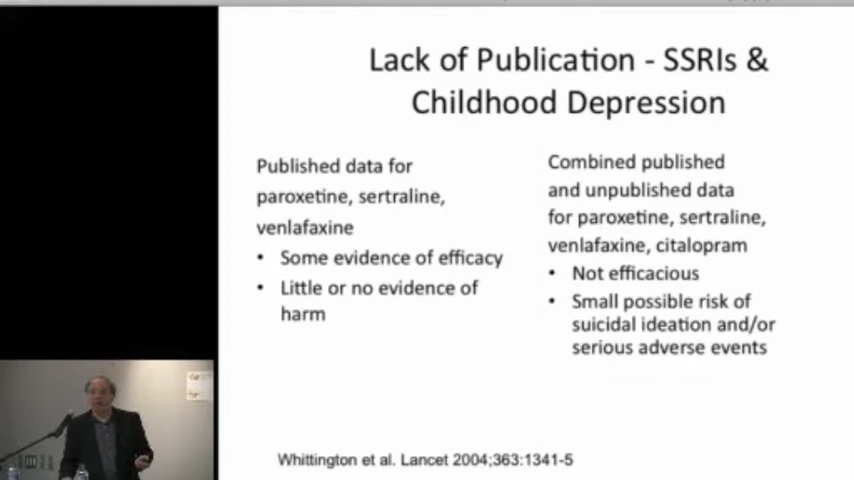 Lack of Publication - SSRIs &
Childhood Depression
Published data for
paroxetine, sertraline,
venlafaxine
• Some evidence of efficacy
• Little or no evidence of
harm
Combined published
and unpublished data
for paroxetine, sertraline,
venlafaxine, citalopram
• Not efficacious
• Small possible risk of
suicidal ideation and/or
serious adverse events
Whittington et al. Lancet 2004;363:1341-5